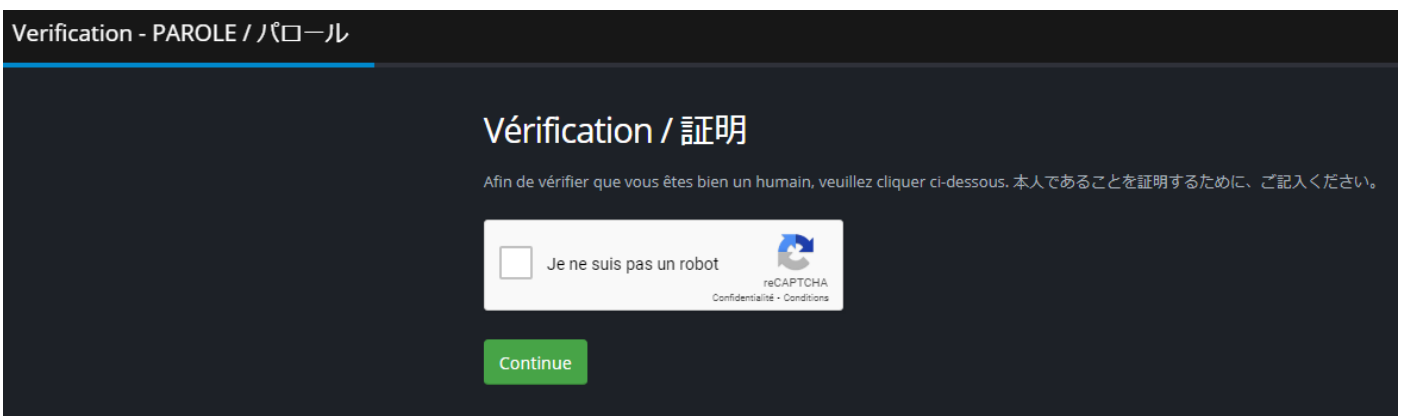 Verification - PAROLE / パロール
Vérification / 証明
Afin de vérifier que vous êtes bien un humain, veuillez cliquer ci-dessous. 本人であることを証明するために、ご記入ください。
Je ne suis pas un robot
reCAPTCHA
Confidentialité - Conditions
Continue